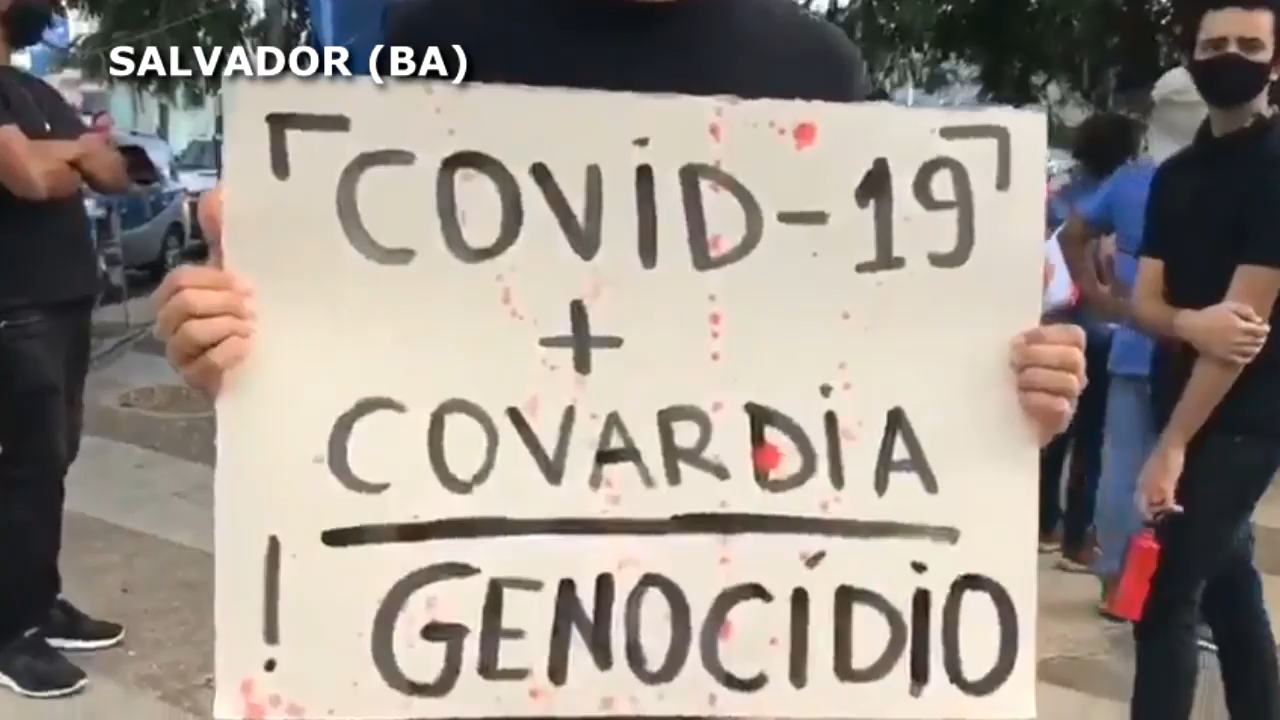 SALVADOR (BA)
「COVID-19
+
COVARDIA
! GENOCÍDIO